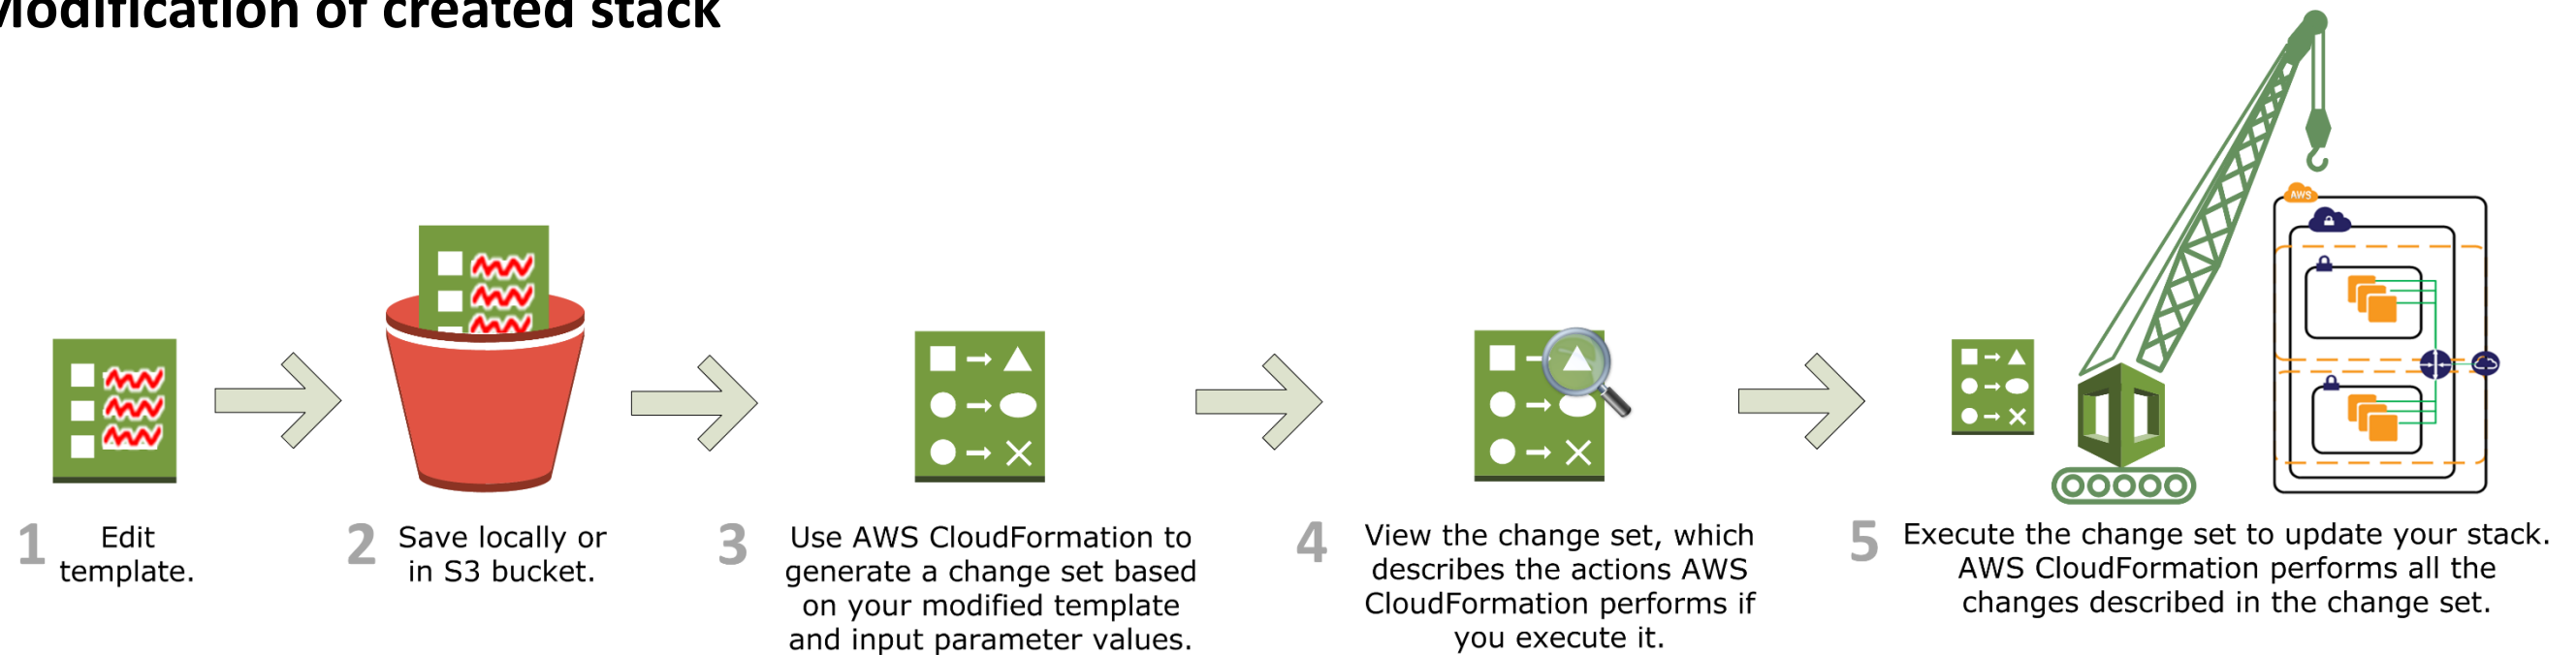 Modification of created stack
AWS
1
Edit
template.
2
Save locally or
in S3 bucket.
3
Use AWS CloudFormation to
generate a change set based
on your modified template
and input parameter values.
4
View the change set, which
describes the actions AWS
CloudFormation performs if
you execute it.
5
Execute the change set to update your stack.
AWS CloudFormation performs all the
changes described in the change set.